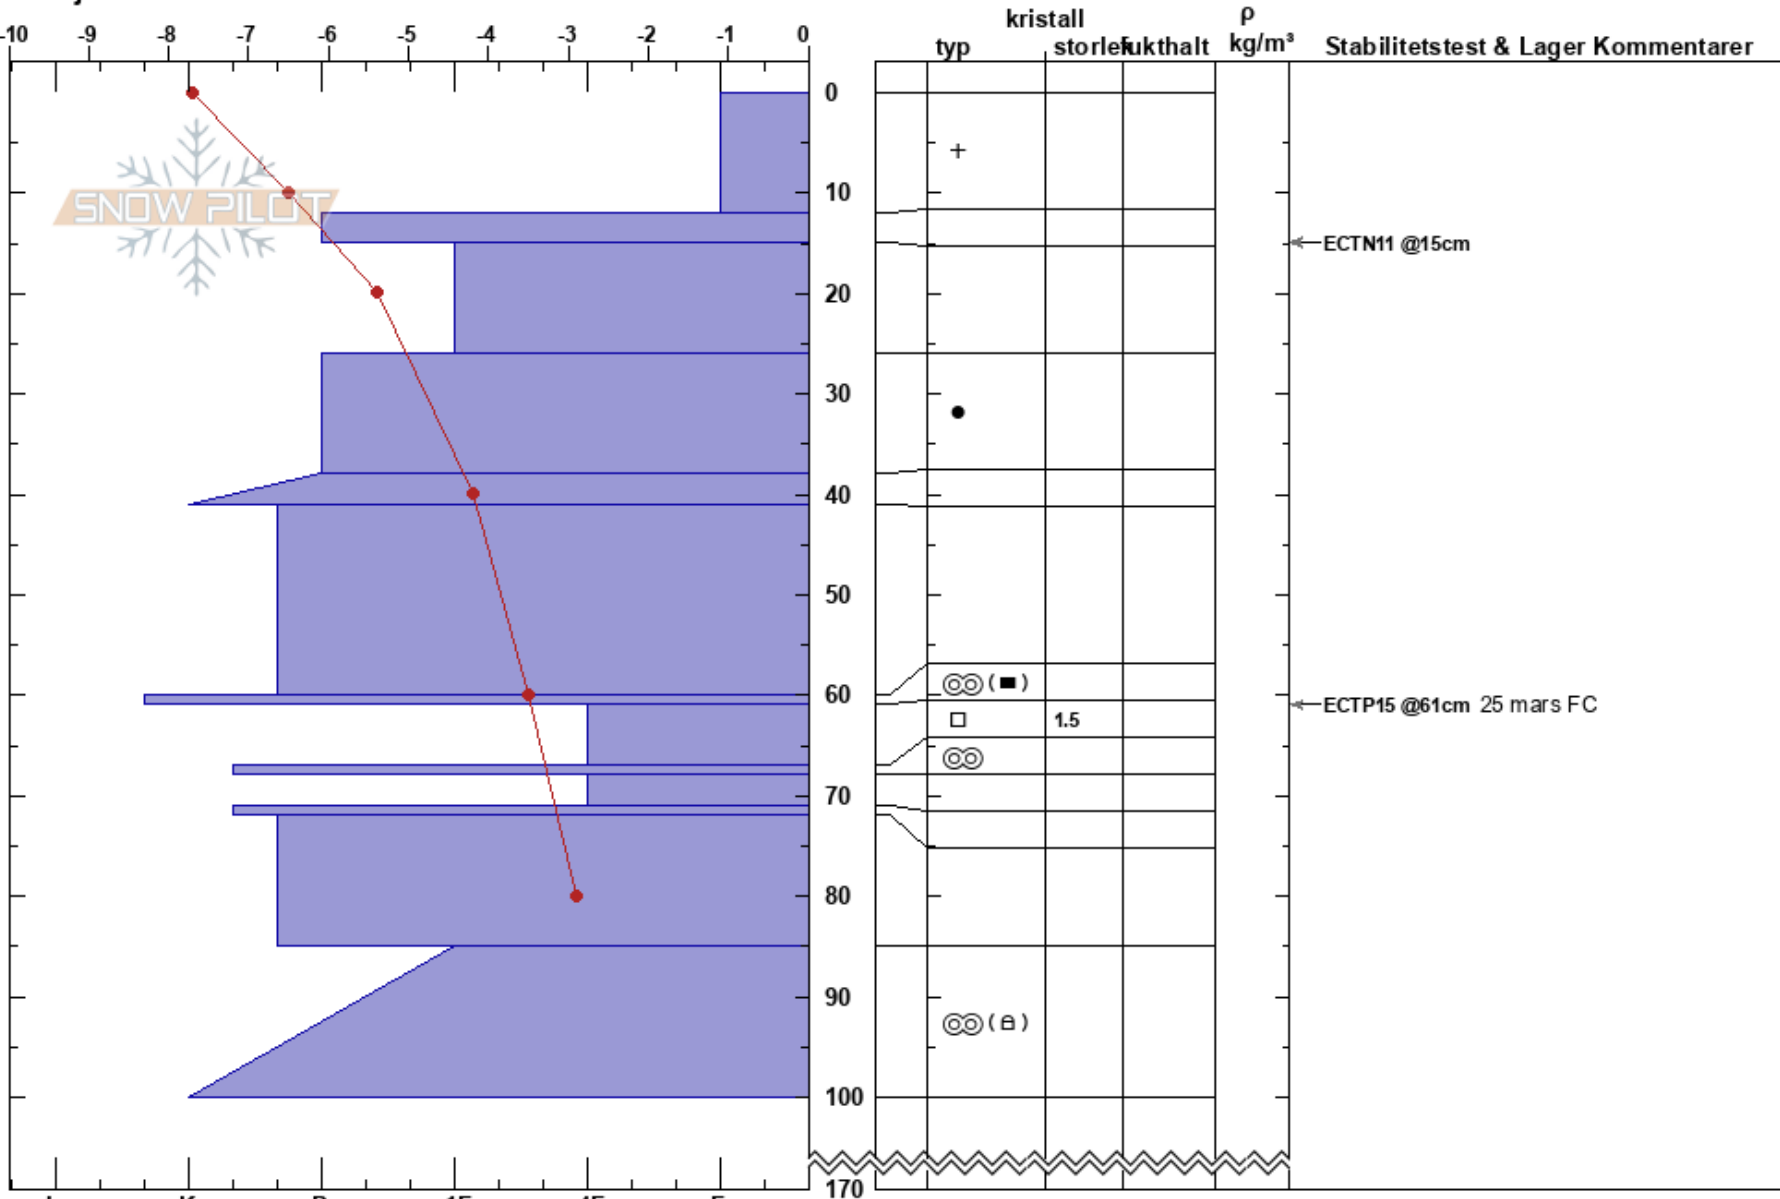 -10 -9 -8 -7 -6 -5 -4 -3 -2 -1 0
kristall ρ
typ storlek fukthalt kg/m³ Stabilitetstest & Lager Kommentarer
0
SNOW PILOT
10
ECTN11 @15cm
20
30
40
50
60
( )
ECTP15 @61cm 25 mars FC
1.5
70
80
90
( )
100
170